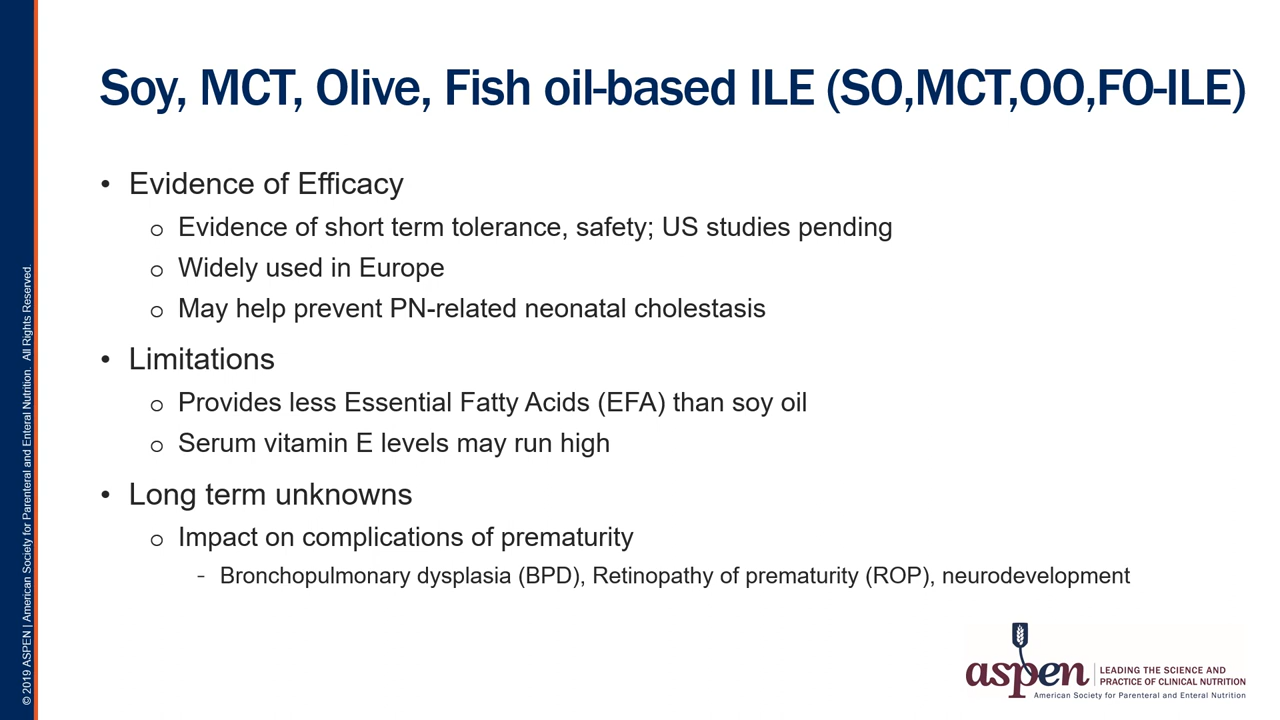 Soy, MCT, Olive, Fish oil-based ILE (SO,MCT,OO,FO-ILE)
• Evidence of Efficacy
o Evidence of short term tolerance, safety; US studies pending
o Widely used in Europe
o May help prevent PN-related neonatal cholestasis
• Limitations
o Provides less Essential Fatty Acids (EFA) than soy oil
o Serum vitamin E levels may run high
• Long term unknowns
o Impact on complications of prematurity
- Bronchopulmonary dysplasia (BPD), Retinopathy of prematurity (ROP), neurodevelopment
© 2019 ASPEN | American Society for Parenteral and Enteral Nutrition. All Rights Reserved.
aspen
LEADING THE SCIENCE AND
PRACTICE OF CLINICAL NUTRITION
American Society for Parenteral and Enteral Nutrition